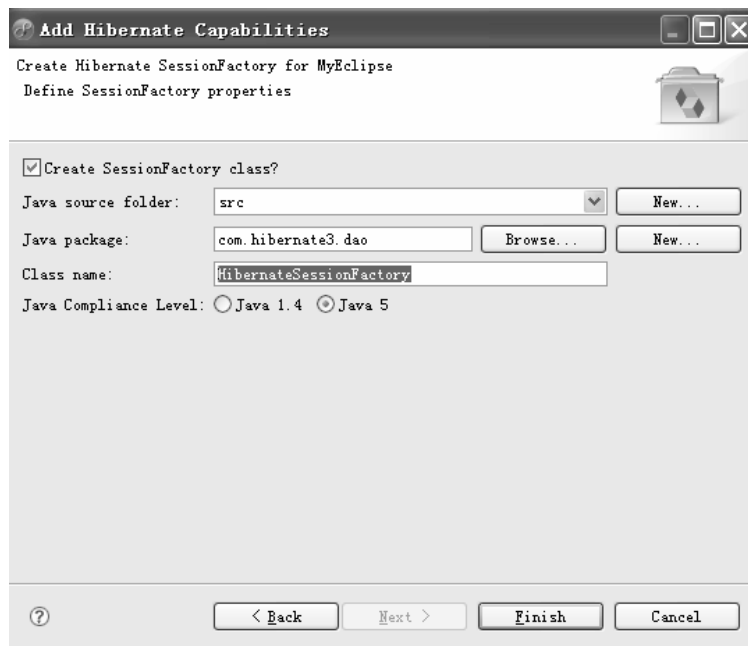 Add Hibernate Capabilities
Create Hibernate SessionFactory for MyEclipse
Define SessionFactory properties
Create SessionFactory class?
Java source folder: src New...
Java package: com.hibernate3.dao Browse... New...
Class name: HibernateSessionFactory
Java Compliance Level: Java 1.4 Java 5
? < Back Next > Finish Cancel